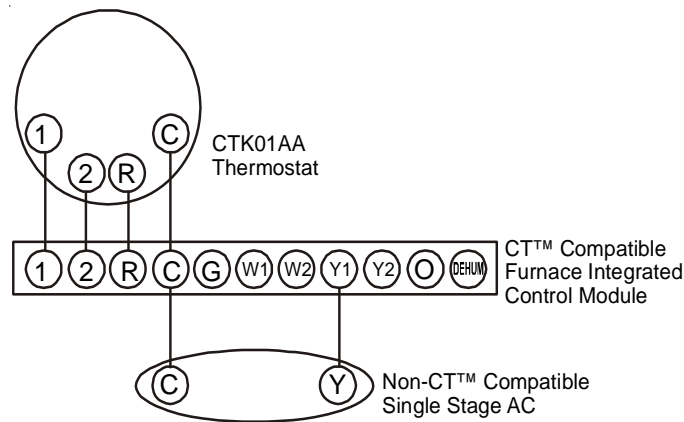 1
C
CTK01AA
Thermostat
2 R
1 2 R C G W1 W2 Y1 Y2 O DEHUM
CT™ Compatible
Furnace Integrated
Control Module
C Y
Non-CT™ Compatible
Single Stage AC